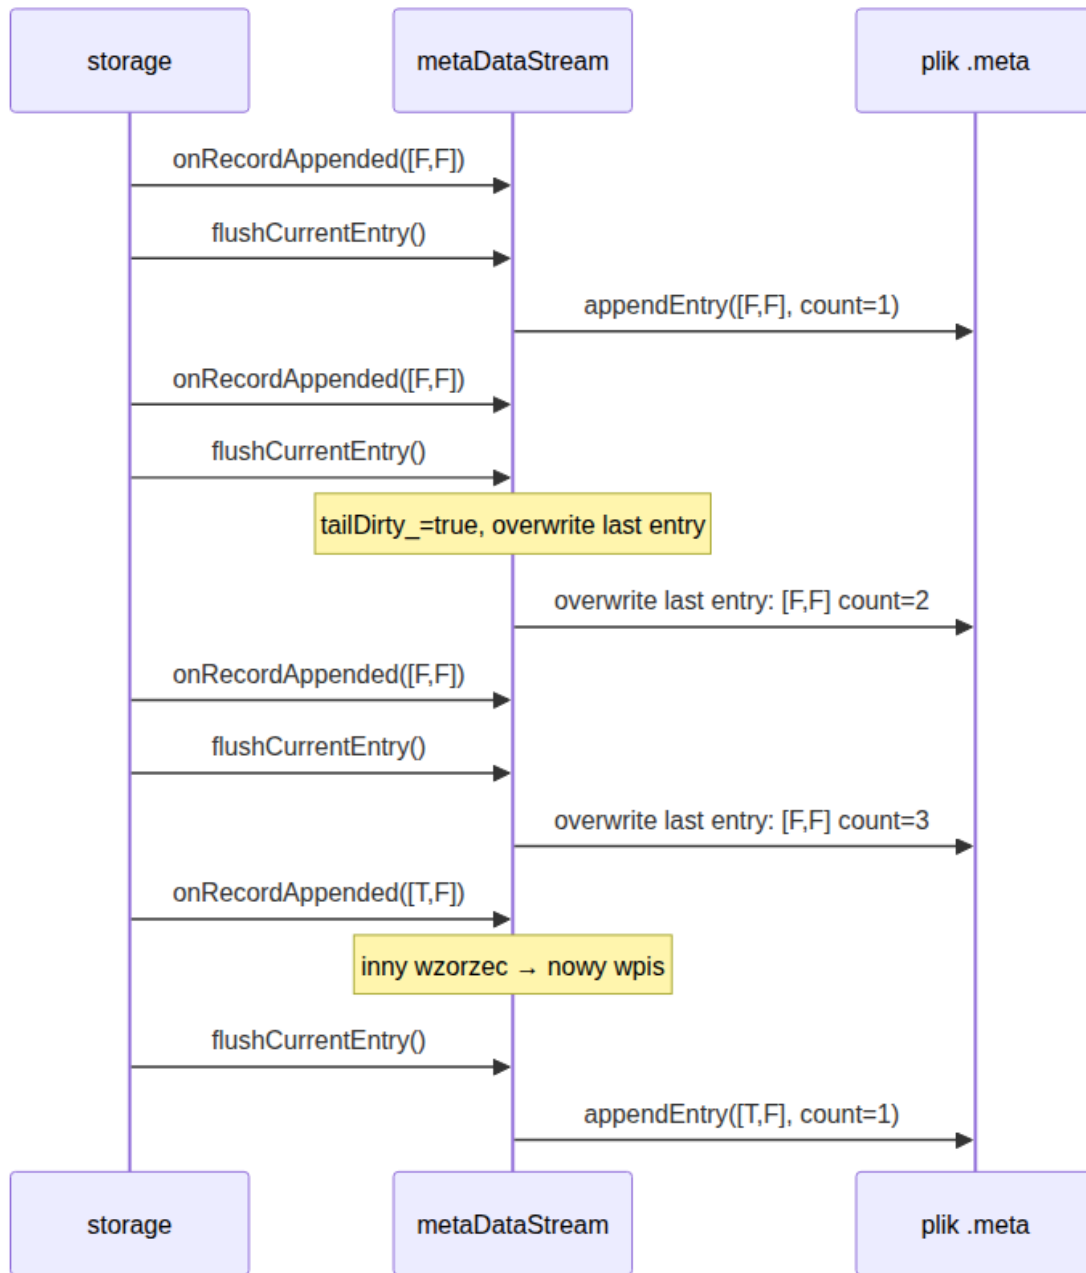 storage
metaDataStream
plik .meta
onRecordAppended([F,F])
flushCurrentEntry()
appendEntry([F,F], count=1)
onRecordAppended([F,F])
flushCurrentEntry()
tailDirty_=true, overwrite last entry
overwrite last entry: [F,F] count=2
onRecordAppended([F,F])
flushCurrentEntry()
overwrite last entry: [F,F] count=3
onRecordAppended([T,F])
inny wzorzec → nowy wpis
flushCurrentEntry()
appendEntry([T,F], count=1)
storage
metaDataStream
plik .meta